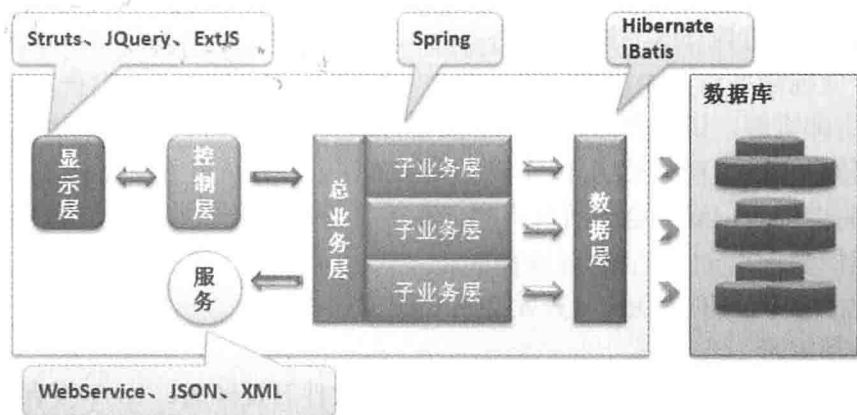 Struts、JQuery、ExtJS
Spring
Hibernate
IBatis
数据库
显示层
控制层
总业务层
子业务层
子业务层
子业务层
数据层
服务
WebService、JSON、XML